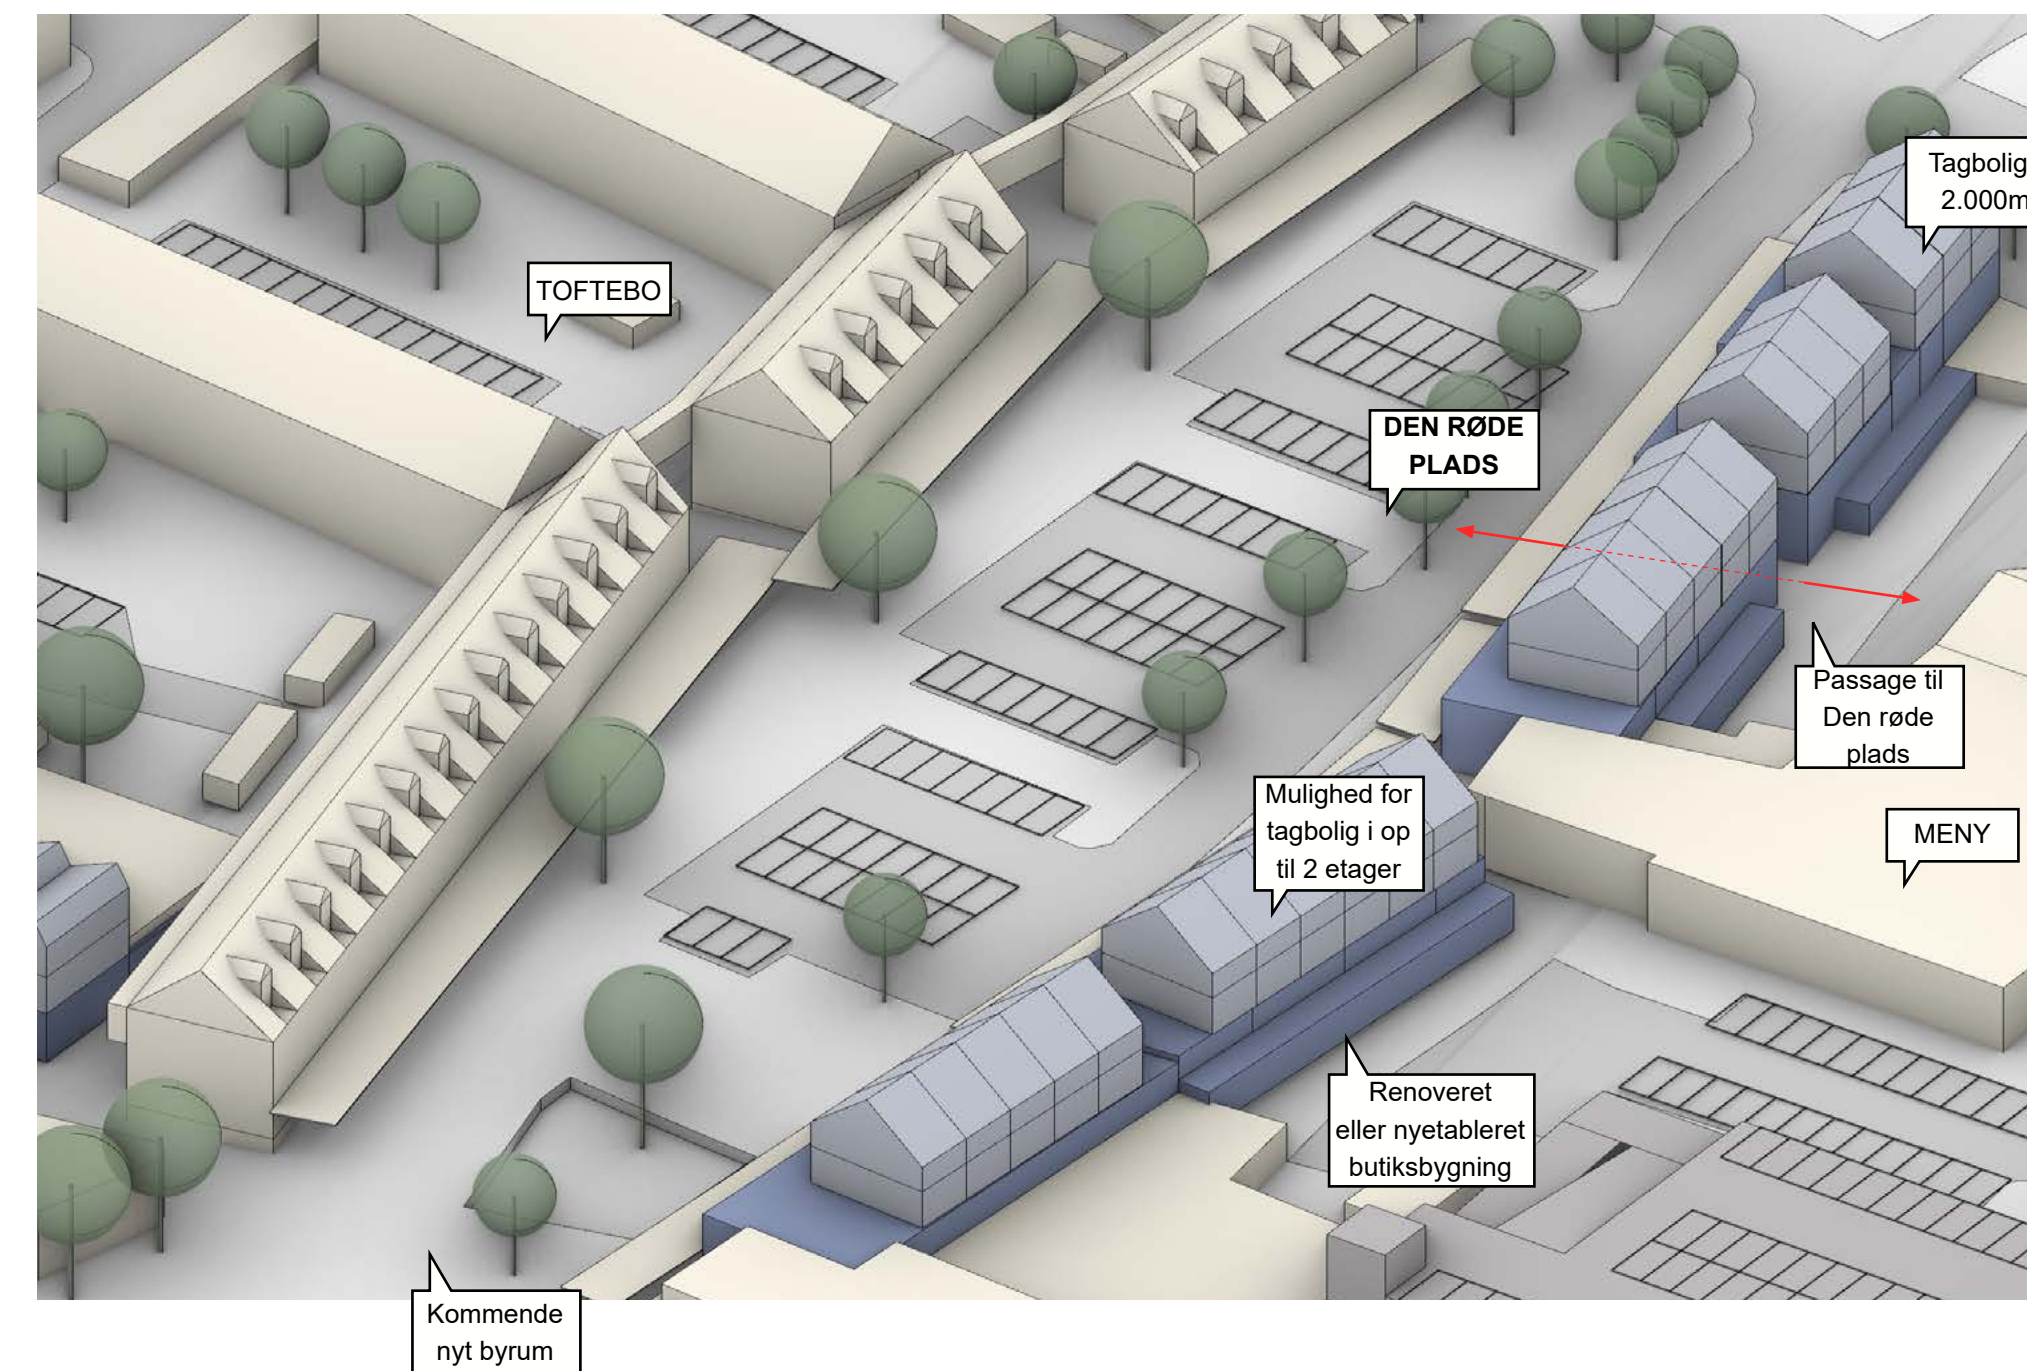 Tagbolig
2.000m
TOFTEBO
DEN RØDE
PLADS
Passage til
Den røde
plads
Mulighed for
tagbolig i op
til 2 etager
MENY
Renoveret
eller nyetableret
butiksbygning
Kommende
nyt byrum